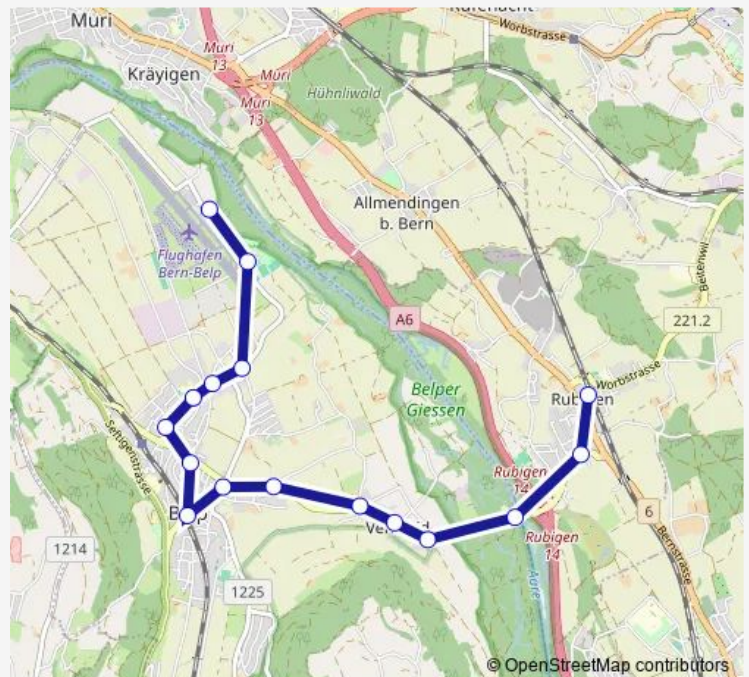 Muri
Worbstrasse
Muri
13
Kräyigen
Muri
Muri
13
Hühnliwald
Allmendingen
b. Bern
Flughafen
Bern-Belp
Beitenwil
A6
221.2
Worbstrasse
Belper
Giessen
Seftigenstrasse
Rubigen
14
6
Rubigen
14
Bernstrasse
1214
1225
Aare
© OpenStreetMap contributors